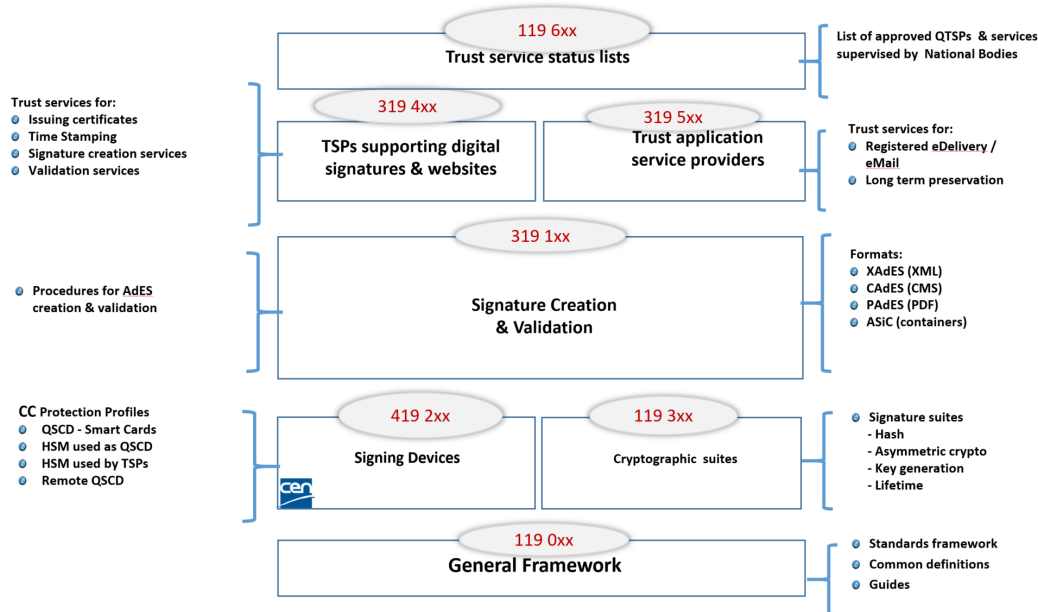 119 6xx
Trust service status lists
List of approved QTSPs & services
supervised by National Bodies
Trust services for:
Issuing certificates
Time Stamping
Signature creation services
Validation services
319 4xx
TSPs supporting digital
signatures & websites
319 5xx
Trust application
service providers
Trust services for:
Registered eDelivery /
eMail
Long term preservation
319 1xx
Signature Creation
& Validation
Procedures for AdES
creation & validation
Formats:
XAdES (XML)
CAdES (CMS)
PAdES (PDF)
ASiC (containers)
CC Protection Profiles
QSCD - Smart Cards
HSM used as QSCD
HSM used by TSPs
Remote QSCD
419 2xx
Signing Devices
cen
119 3xx
Cryptographic suites
Signature suites
- Hash
- Asymmetric crypto
- Key generation
- Lifetime
119 0xx
General Framework
Standards framework
Common definitions
Guides